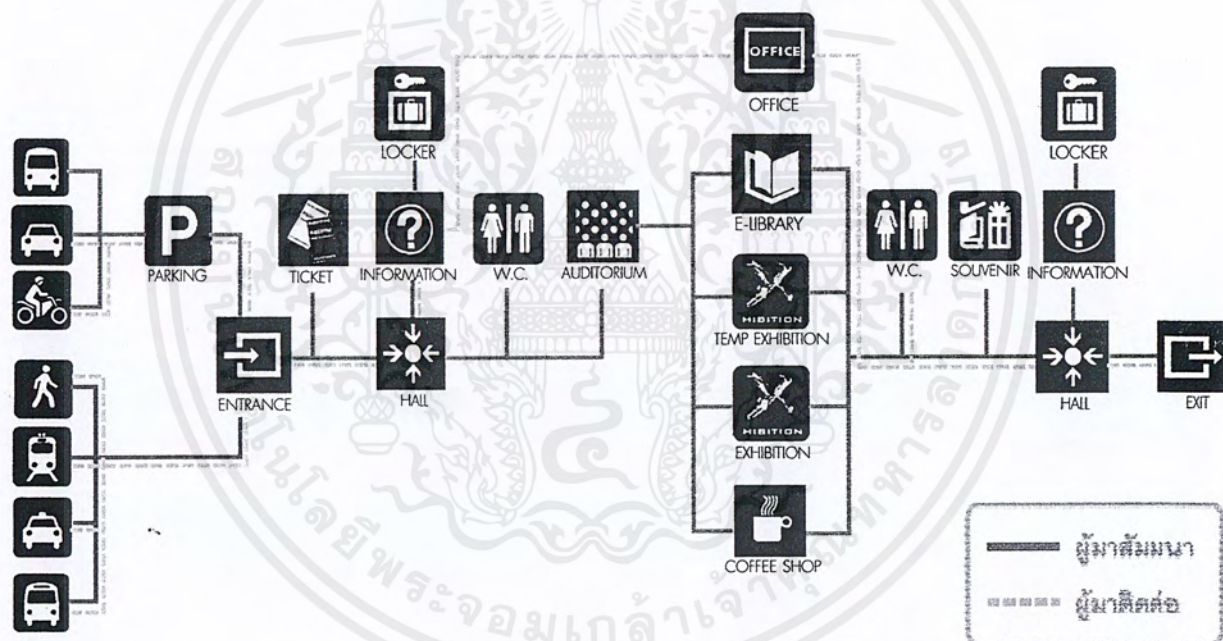 OFFICE
OFFICE
LOCKER
LOCKER
E-LIBRARY
P
PARKING
TICKET
?
INFORMATION
W.C.
AUDITORIUM
W.C.
SOUVENIR
?
INFORMATION
HIBITION
TEMP EXHIBITION
ENTRANCE
HALL
HIBITION
EXHIBITION
HALL
EXIT
COFFEE SHOP
ผู้มาสัมมนา
ผู้มาติดต่อ